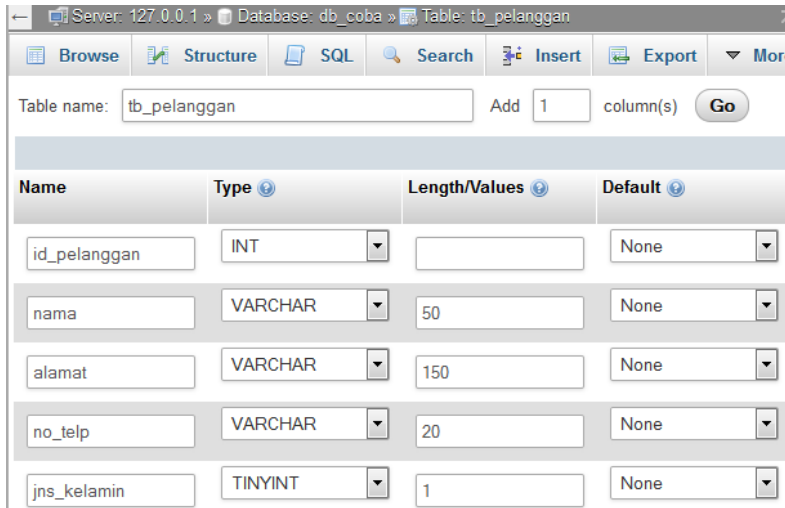 Server: 127.0.0.1 » Database: db_coba » Table: tb_pelanggan
Browse Structure SQL Search Insert Export Mor
Table name: tb_pelanggan Add 1 column(s) Go
Name Type Length/Values Default
id_pelanggan INT None
nama VARCHAR 50 None
alamat VARCHAR 150 None
no_telp VARCHAR 20 None
jns_kelamin TINYINT 1 None